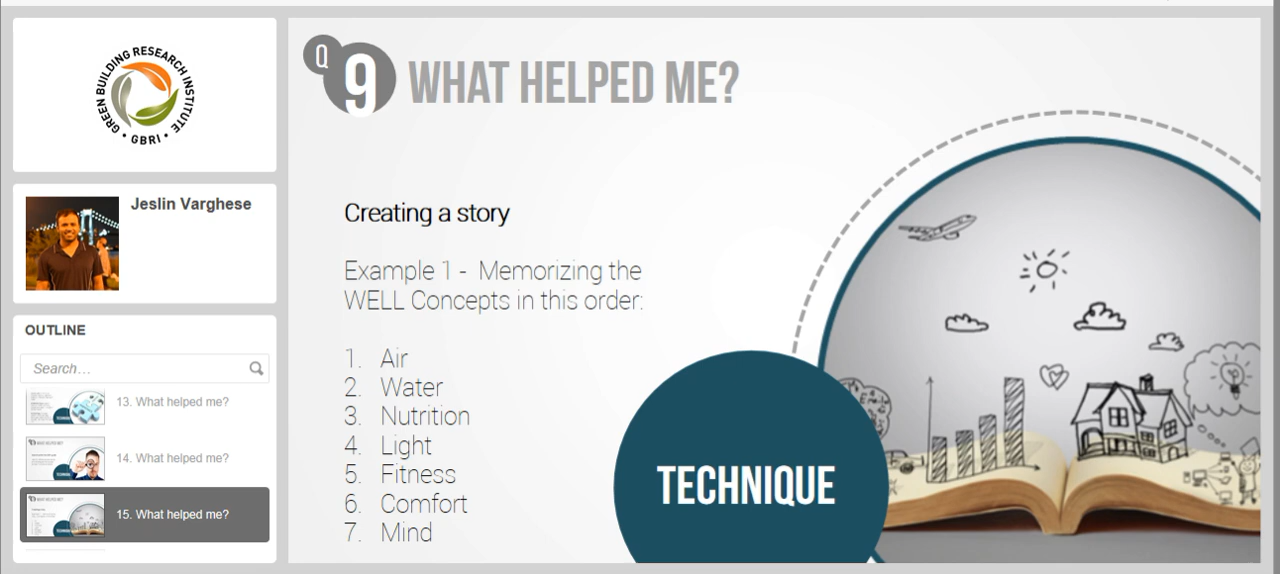 GREEN BUILDING RESEARCH INSTITUTE
• GBRI •
Jeslin Varghese
OUTLINE
Search...
13. What helped me?
14. What helped me?
15. What helped me?
Q
9 WHAT HELPED ME?
Creating a story
Example 1 - Memorizing the
WELL Concepts in this order:
1. Air
2. Water
3. Nutrition
4. Light
5. Fitness
6. Comfort
7. Mind
TECHNIQUE